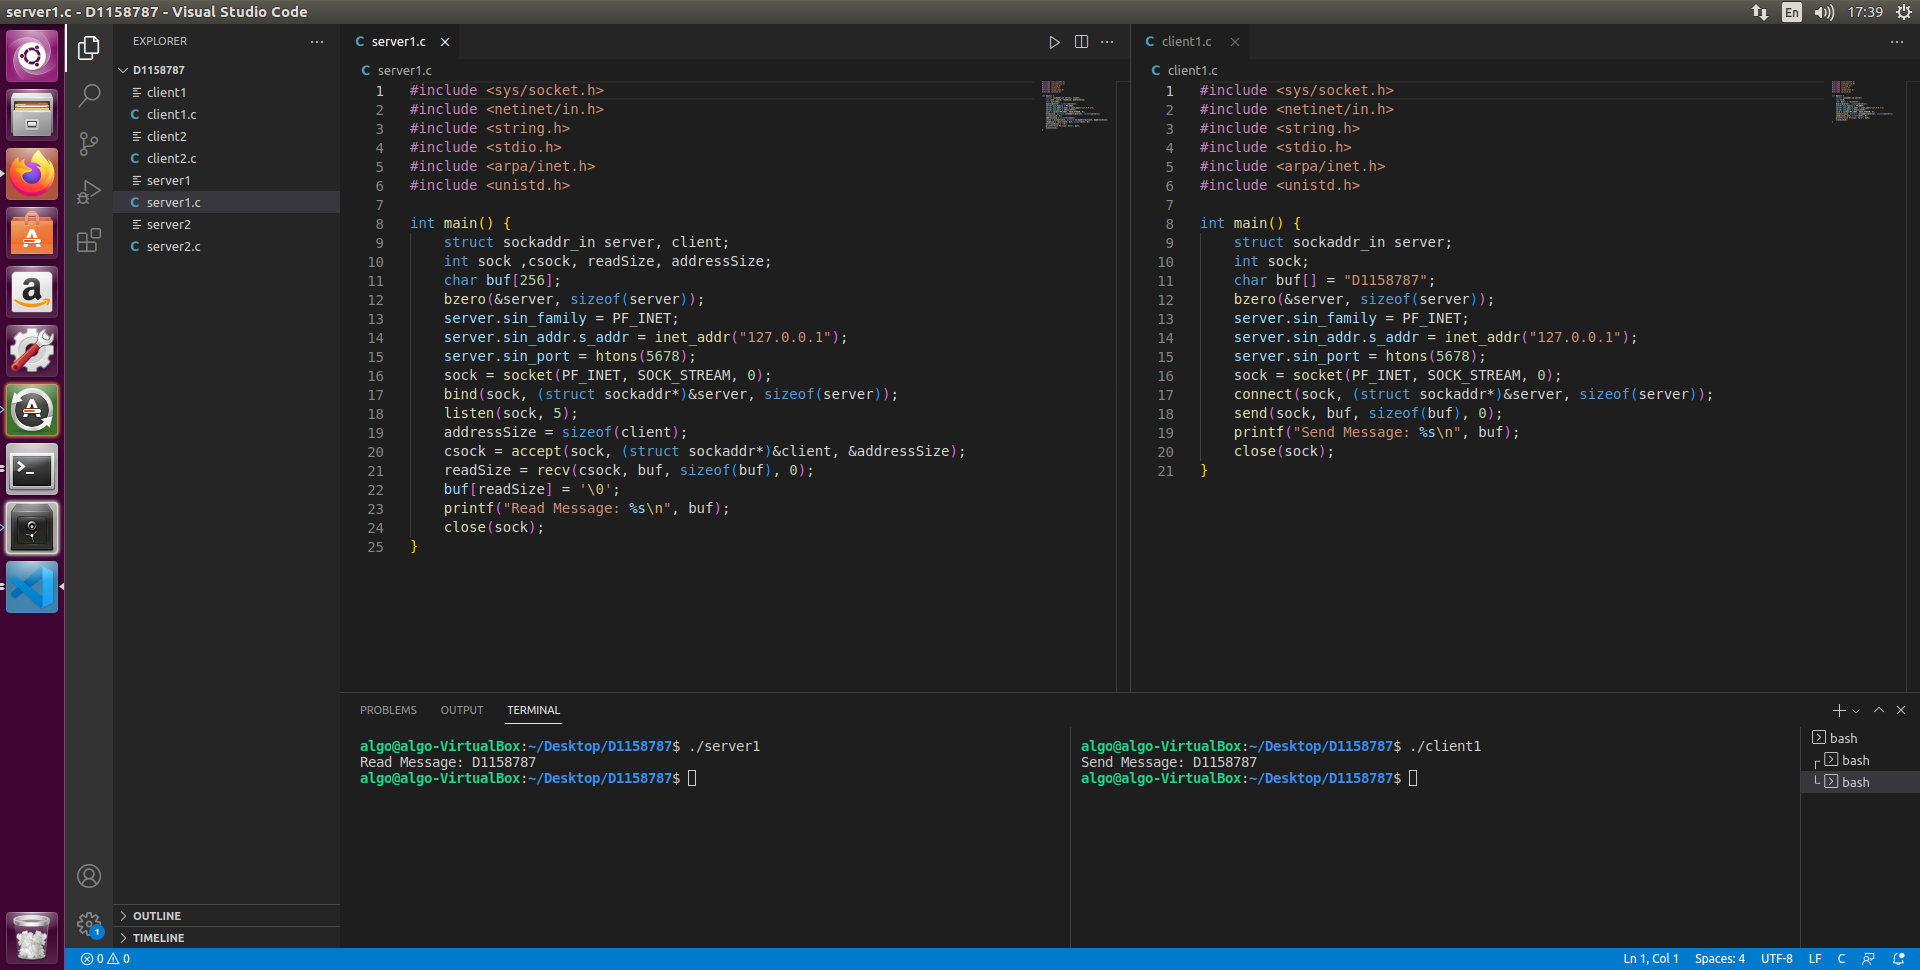 server1.c - D1158787 - Visual Studio Code
En
17:39
EXPLORER
D1158787
client1
client1.c
client2
client2.c
server1
server1.c
server2
server2.c
OUTLINE
TIMELINE
server1.c
server1.c
1 #include <sys/socket.h>
2 #include <netinet/in.h>
3 #include <string.h>
4 #include <stdio.h>
5 #include <arpa/inet.h>
6 #include <unistd.h>
7
8 int main() {
9 struct sockaddr_in server, client;
10 int sock ,csock, readSize, addressSize;
11 char buf[256];
12 bzero(&server, sizeof(server));
13 server.sin_family = PF_INET;
14 server.sin_addr.s_addr = inet_addr("127.0.0.1");
15 server.sin_port = htons(5678);
16 sock = socket(PF_INET, SOCK_STREAM, 0);
17 bind(sock, (struct sockaddr*)&server, sizeof(server));
18 listen(sock, 5);
19 addressSize = sizeof(client);
20 csock = accept(sock, (struct sockaddr*)&client, &addressSize);
21 readSize = recv(csock, buf, sizeof(buf), 0);
22 buf[readSize] = '\0';
23 printf("Read Message: %s\n", buf);
24 close(sock);
25 }
client1.c
client1.c
1 #include <sys/socket.h>
2 #include <netinet/in.h>
3 #include <string.h>
4 #include <stdio.h>
5 #include <arpa/inet.h>
6 #include <unistd.h>
7
8 int main() {
9 struct sockaddr_in server;
10 int sock;
11 char buf[] = "D1158787";
12 bzero(&server, sizeof(server));
13 server.sin_family = PF_INET;
14 server.sin_addr.s_addr = inet_addr("127.0.0.1");
15 server.sin_port = htons(5678);
16 sock = socket(PF_INET, SOCK_STREAM, 0);
17 connect(sock, (struct sockaddr*)&server, sizeof(server));
18 send(sock, buf, sizeof(buf), 0);
19 printf("Send Message: %s\n", buf);
20 close(sock);
21 }
PROBLEMS OUTPUT TERMINAL
algo@algo-VirtualBox:~/Desktop/D1158787$ ./server1
Read Message: D1158787
algo@algo-VirtualBox:~/Desktop/D1158787$
algo@algo-VirtualBox:~/Desktop/D1158787$ ./client1
Send Message: D1158787
algo@algo-VirtualBox:~/Desktop/D1158787$
bash
bash
bash
1
0 0
Ln 1, Col 1 Spaces: 4 UTF-8 LF C